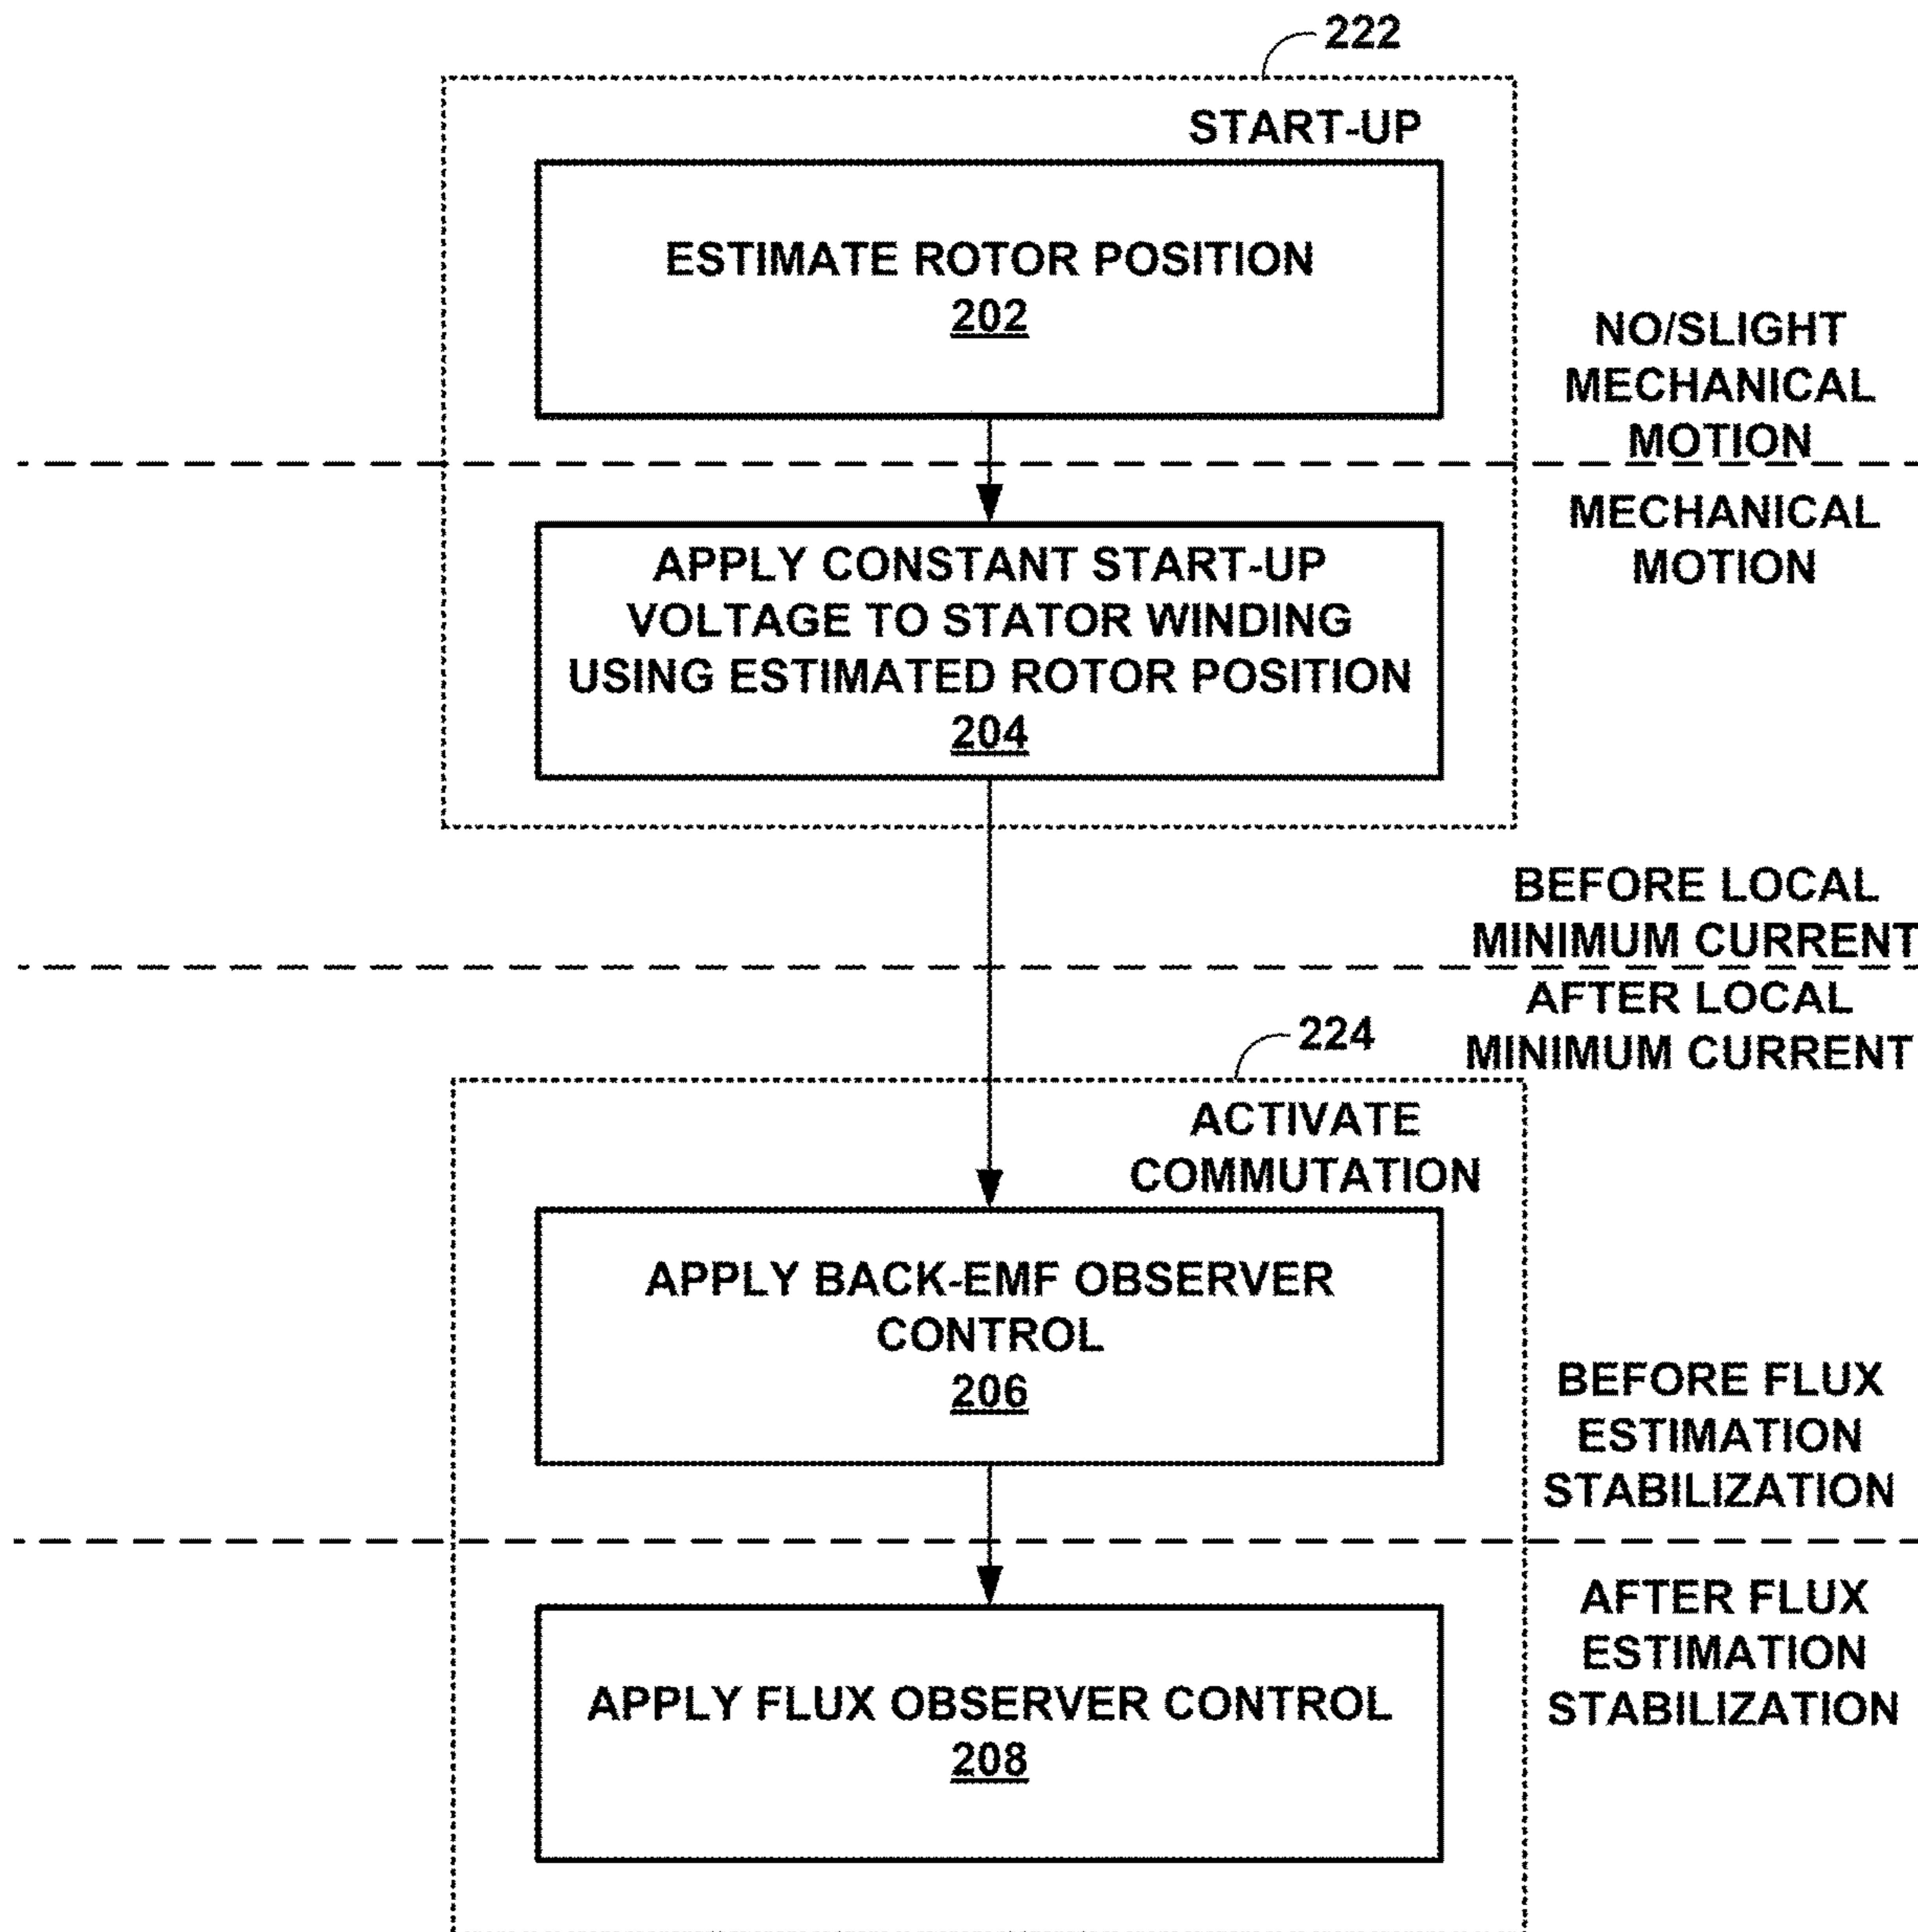 222
START-UP
ESTIMATE ROTOR POSITION
202
NO/SLIGHT
MECHANICAL
MOTION
MECHANICAL
MOTION
APPLY CONSTANT START-UP
VOLTAGE TO STATOR WINDING
USING ESTIMATED ROTOR POSITION
204
BEFORE LOCAL
MINIMUM CURRENT
AFTER LOCAL
MINIMUM CURRENT
224
ACTIVATE
COMMUTATION
APPLY BACK-EMF OBSERVER
CONTROL
206
BEFORE FLUX
ESTIMATION
STABILIZATION
AFTER FLUX
ESTIMATION
STABILIZATION
APPLY FLUX OBSERVER CONTROL
208